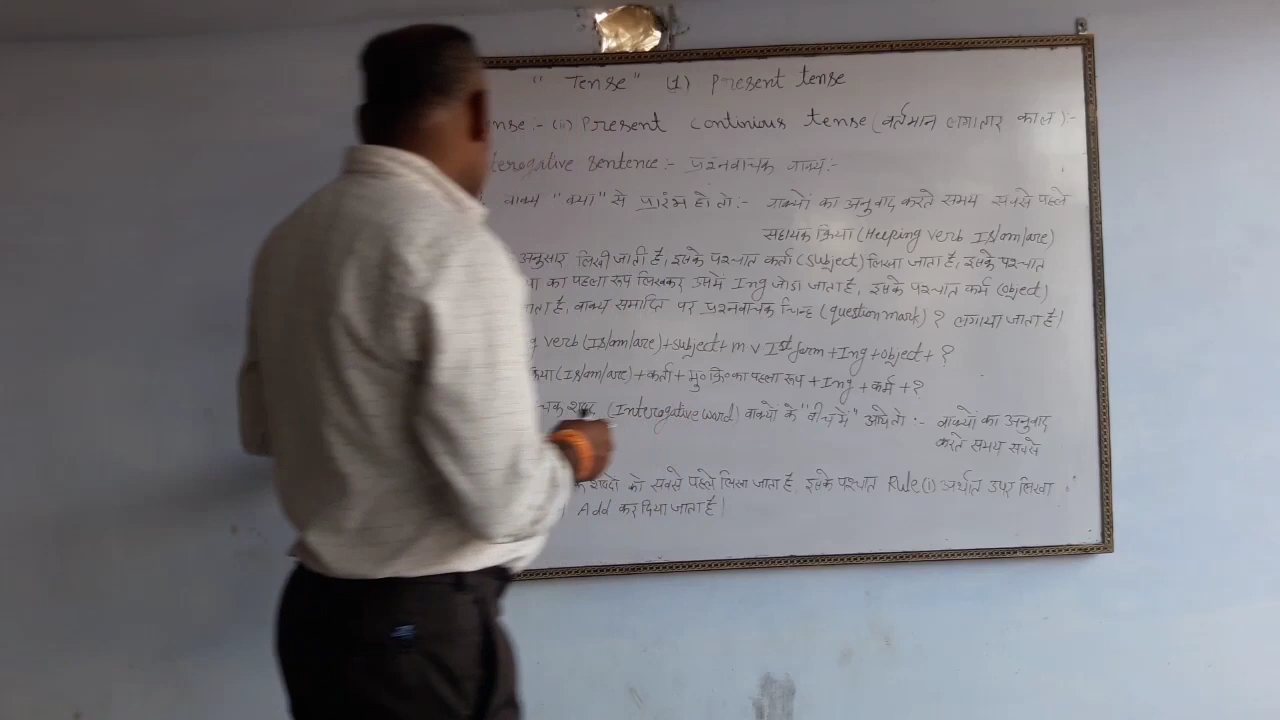 " Tense " (1) Present tense
nse:- (ii) Present Continious tense (वर्तमान लगातार काल) :-
terogative sentence:- प्रश्नवाचक वाक्य:-
वाक्य "क्या" से प्रारंभ हो तो:- वाक्यों का अनुवाद करते समय सबसे पहले
सहायक क्रिया (Helping verb Is/am/are)
अनुसार लिखी जाती है, इसके पश्चात कर्ता (Subject) लिखा जाता है, इसके पश्चात
या का पहला रूप लिखकर उसमें Ing जोडा जाता है, इसके पश्चात कर्म (object)
जाता है, वाक्य समाप्ति पर प्रश्नवाचक चिन्ह (question mark) ? लगाया जाता है।
g verb (Is/am/are)+subject+ m v Ist form +Ing+object+ ?
क्रिया (Is/am/are)+कर्ता+मु० क्रि० का पहला रूप +Ing +कर्म +?
चक शब्द (Interogative word) वाक्यों के "बीच में" आये तो :- वाक्यों का अनुवाद
करते समय सबसे
क शब्दो को सबसे पहले लिखा जाता है, इसके पश्चात Rule(i) अर्थात उपर लिखा
Add कर दिया जाता है।